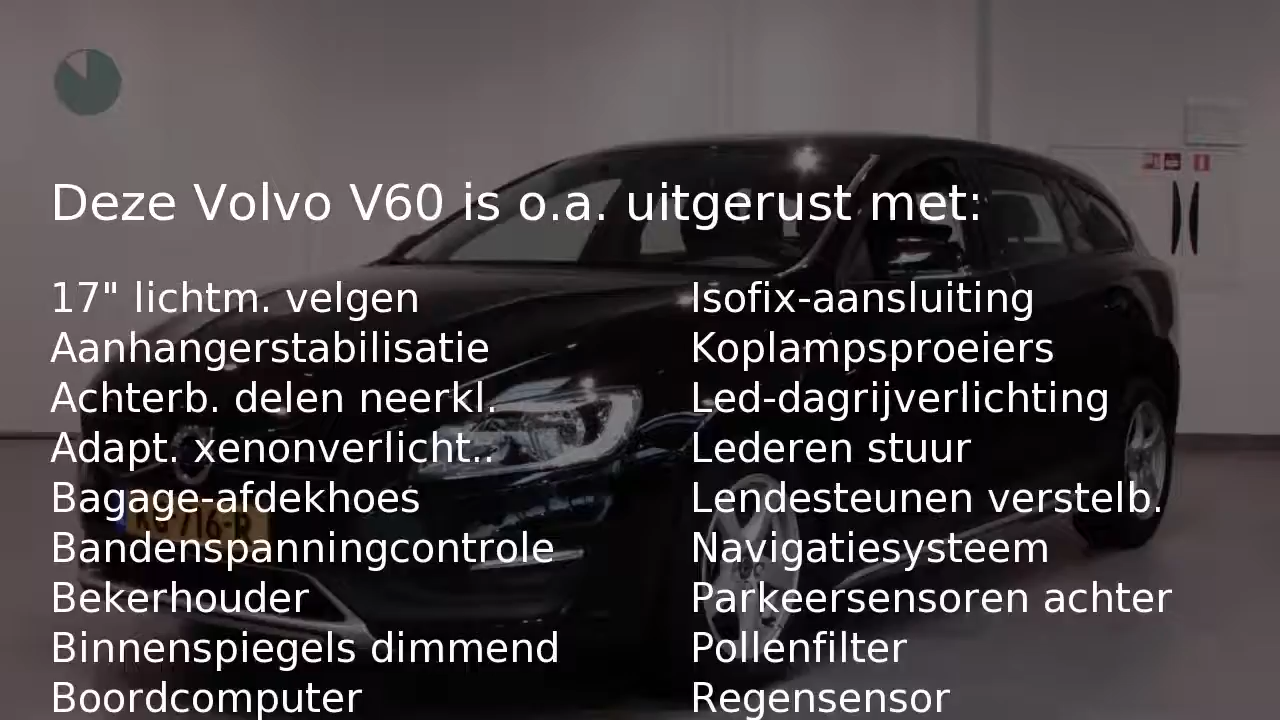 Deze Volvo V60 is o.a. uitgerust met:
17" lichtm. velgen
Aanhangerstabilisatie
Achterb. delen neerkl.
Adapt. xenonverlicht..
Bagage-afdekhoes
Bandenspanningcontrole
Bekerhouder
Binnenspiegels dimmend
Boordcomputer
Isofix-aansluiting
Koplampsproeiers
Led-dagrijverlichting
Lederen stuur
Lendesteunen verstelb.
Navigatiesysteem
Parkeersensoren achter
Pollenfilter
Regensensor